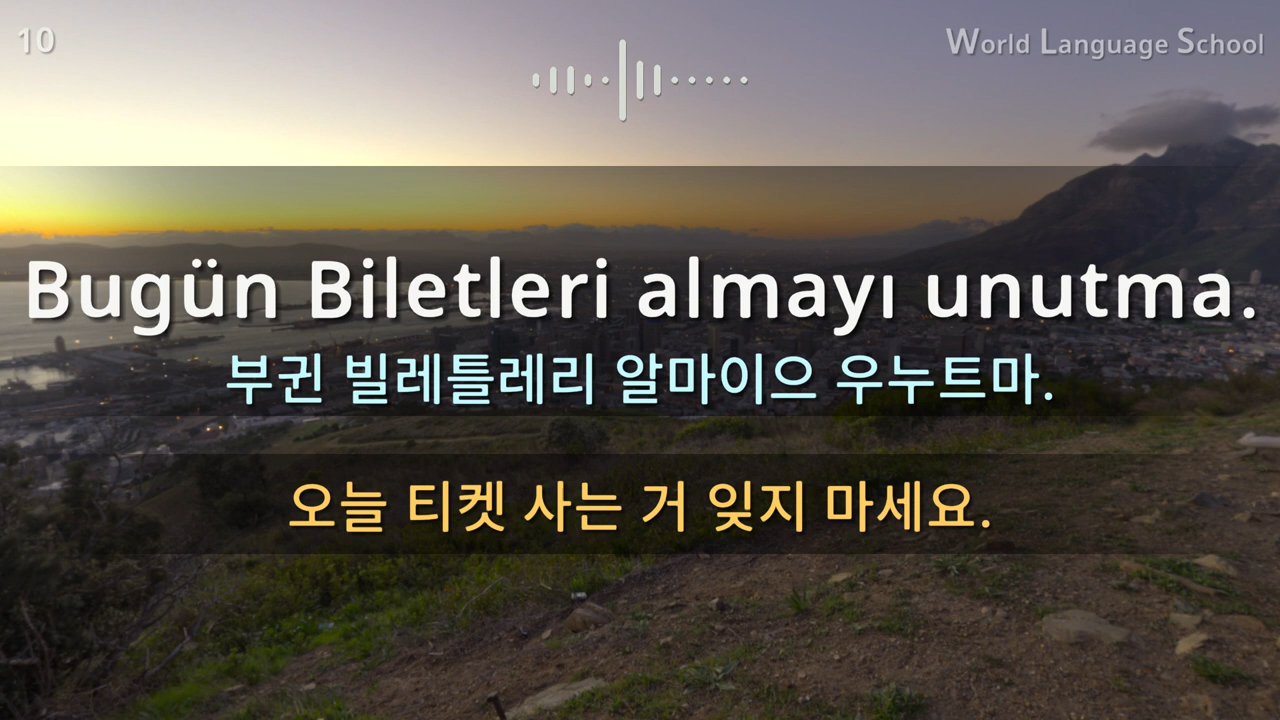 10
World Language School
Bugün Biletleri almayı unutma.
부귄 빌레틀레리 알마이으 우누트마.
오늘 티켓 사는 거 잊지 마세요.